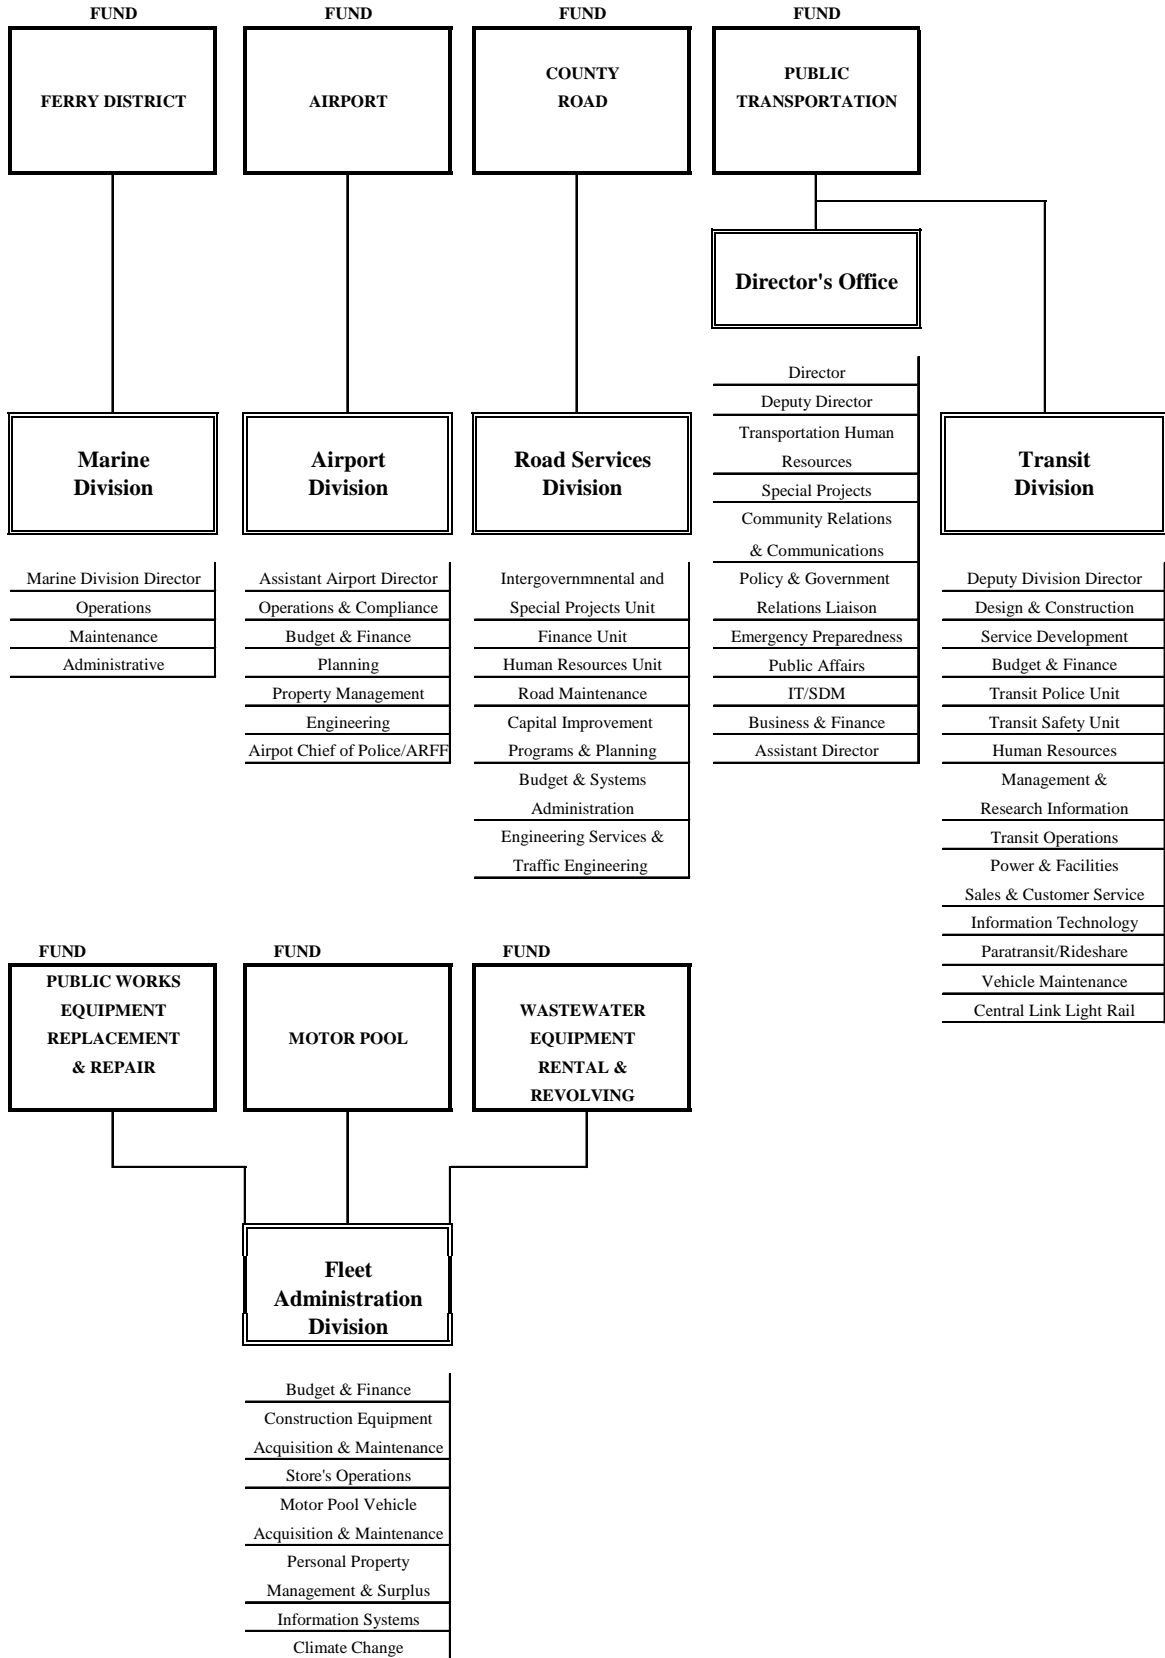 FUND
FERRY DISTRICT
FUND
AIRPORT
FUND
COUNTY
ROAD
FUND
PUBLIC
TRANSPORTATION
Director's Office
Director
Deputy Director
Transportation Human
Resources
Special Projects
Community Relations
& Communications
Policy & Government
Relations Liaison
Emergency Preparedness
Public Affairs
IT/SDM
Business & Finance
Assistant Director
Marine
Division
Marine Division Director
Operations
Maintenance
Administrative
Airport
Division
Assistant Airport Director
Operations & Compliance
Budget & Finance
Planning
Property Management
Engineering
Airpot Chief of Police/ARFF
Road Services
Division
Intergovernmnental and
Special Projects Unit
Finance Unit
Human Resources Unit
Road Maintenance
Capital Improvement
Programs & Planning
Budget & Systems
Administration
Engineering Services &
Traffic Engineering
Transit
Division
Deputy Division Director
Design & Construction
Service Development
Budget & Finance
Transit Police Unit
Transit Safety Unit
Human Resources
Management &
Research Information
Transit Operations
Power & Facilities
Sales & Customer Service
Information Technology
Paratransit/Rideshare
Vehicle Maintenance
Central Link Light Rail
FUND
PUBLIC WORKS
EQUIPMENT
REPLACEMENT
& REPAIR
FUND
MOTOR POOL
FUND
WASTEWATER
EQUIPMENT
RENTAL &
REVOLVING
Fleet
Administration
Division
Budget & Finance
Construction Equipment
Acquisition & Maintenance
Store's Operations
Motor Pool Vehicle
Acquisition & Maintenance
Personal Property
Management & Surplus
Information Systems
Climate Change